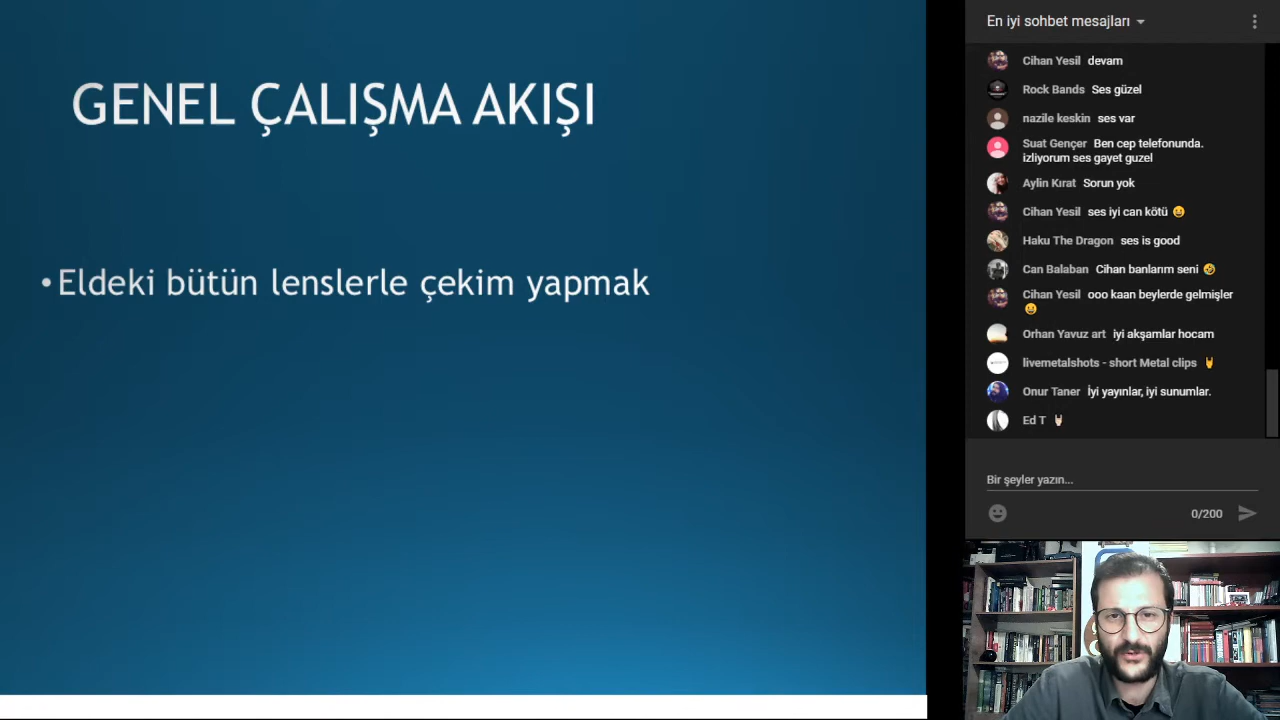 GENEL ÇALIŞMA AKIŞI
• Eldeki bütün lenslerle çekim yapmak
En iyi sohbet mesajları
Cihan Yesil devam
Rock Bands Ses güzel
nazile keskin ses var
Suat Gençer Ben cep telefonunda.
izliyorum ses gayet guzel
Aylin Kırat Sorun yok
Cihan Yesil ses iyi can kötü 😆
Haku The Dragon ses is good
Can Balaban Cihan banlarım seni 🤣
Cihan Yesil ooo kaan beylerde gelmişler
😆
Orhan Yavuz art iyi akşamlar hocam
livemetalshots - short Metal clips 🤘
Onur Taner İyi yayınlar, iyi sunumlar.
Ed T 🤘🏻
Bir şeyler yazın...
0/200